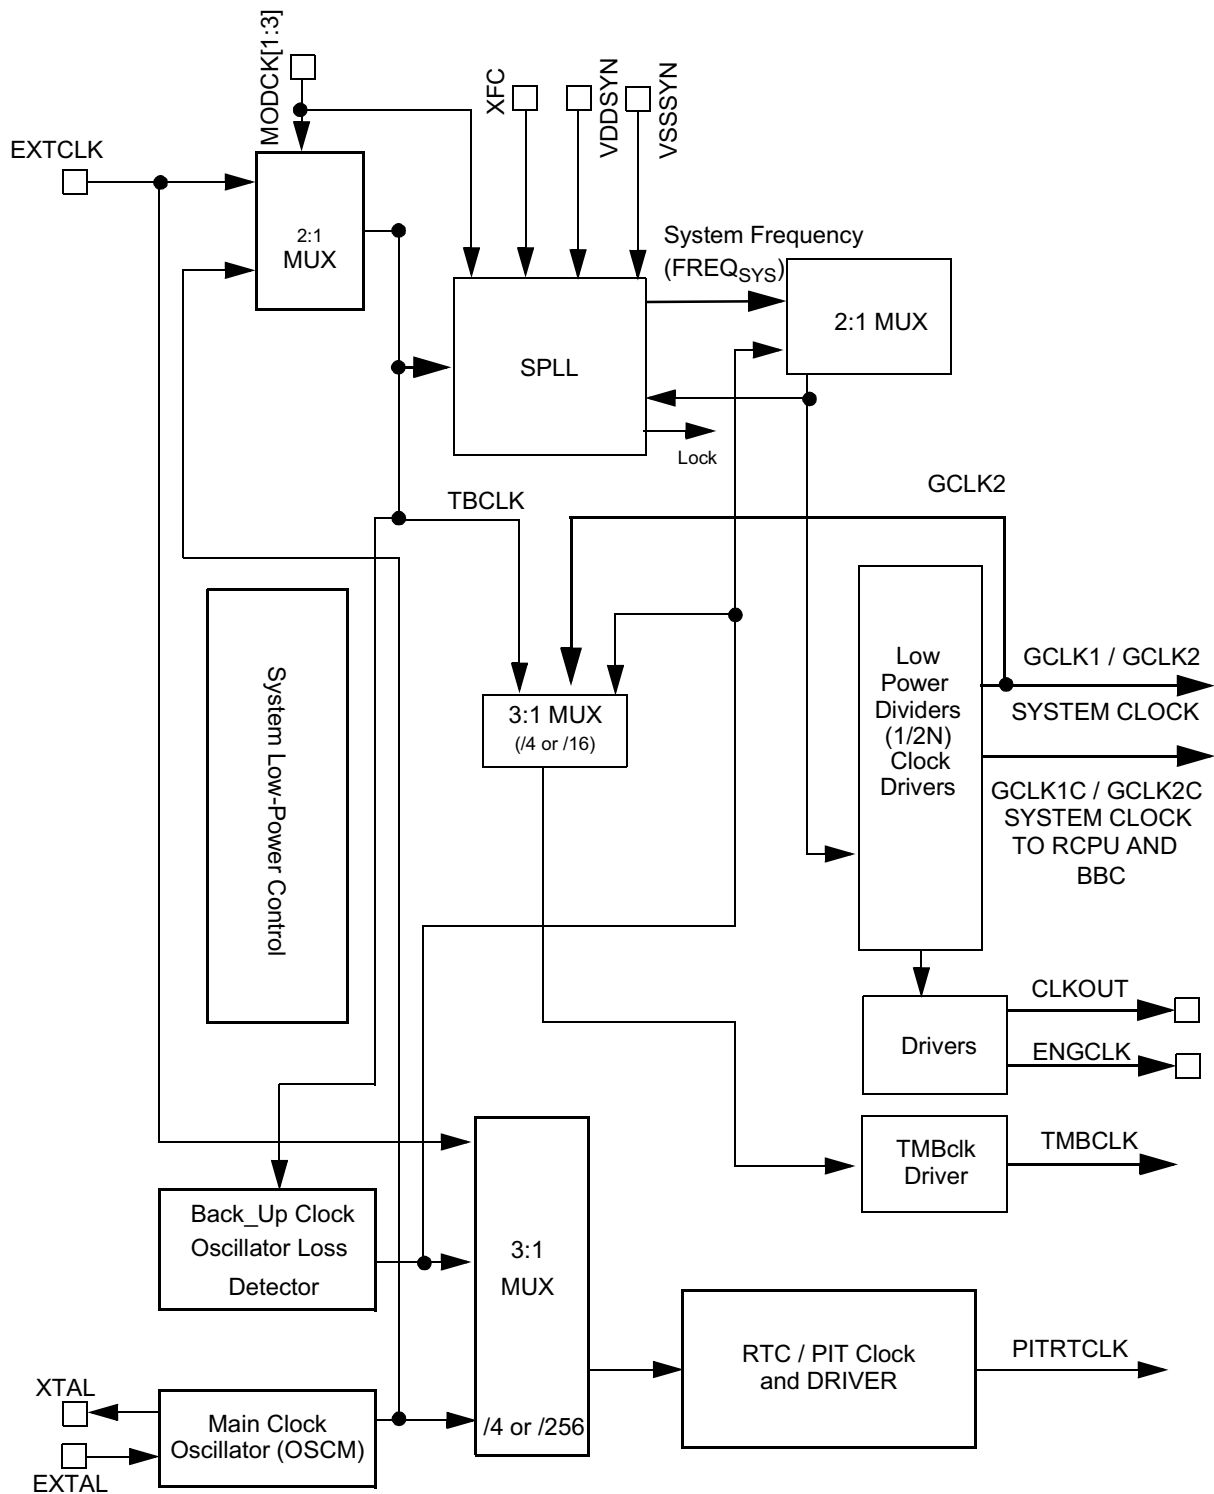 MODCK[1:3]
XFC
VDDSYN
VSSSYN
EXTCLK
2:1
MUX
System Frequency
(FREQSYS)
2:1 MUX
SPLL
Lock
GCLK2
TBCLK
System Low-Power Control
Low
Power
Dividers
(1/2N)
Clock
Drivers
GCLK1 / GCLK2
SYSTEM CLOCK
3:1 MUX
(/4 or /16)
GCLK1C / GCLK2C
SYSTEM CLOCK
TO RCPU AND
BBC
CLKOUT
Drivers
ENGCLK
TMBclk
Driver
TMBCLK
Back_Up Clock
Oscillator Loss
Detector
3:1
MUX
/4 or /256
RTC / PIT Clock
and DRIVER
PITRTCLK
XTAL
Main Clock
Oscillator (OSCM)
EXTAL